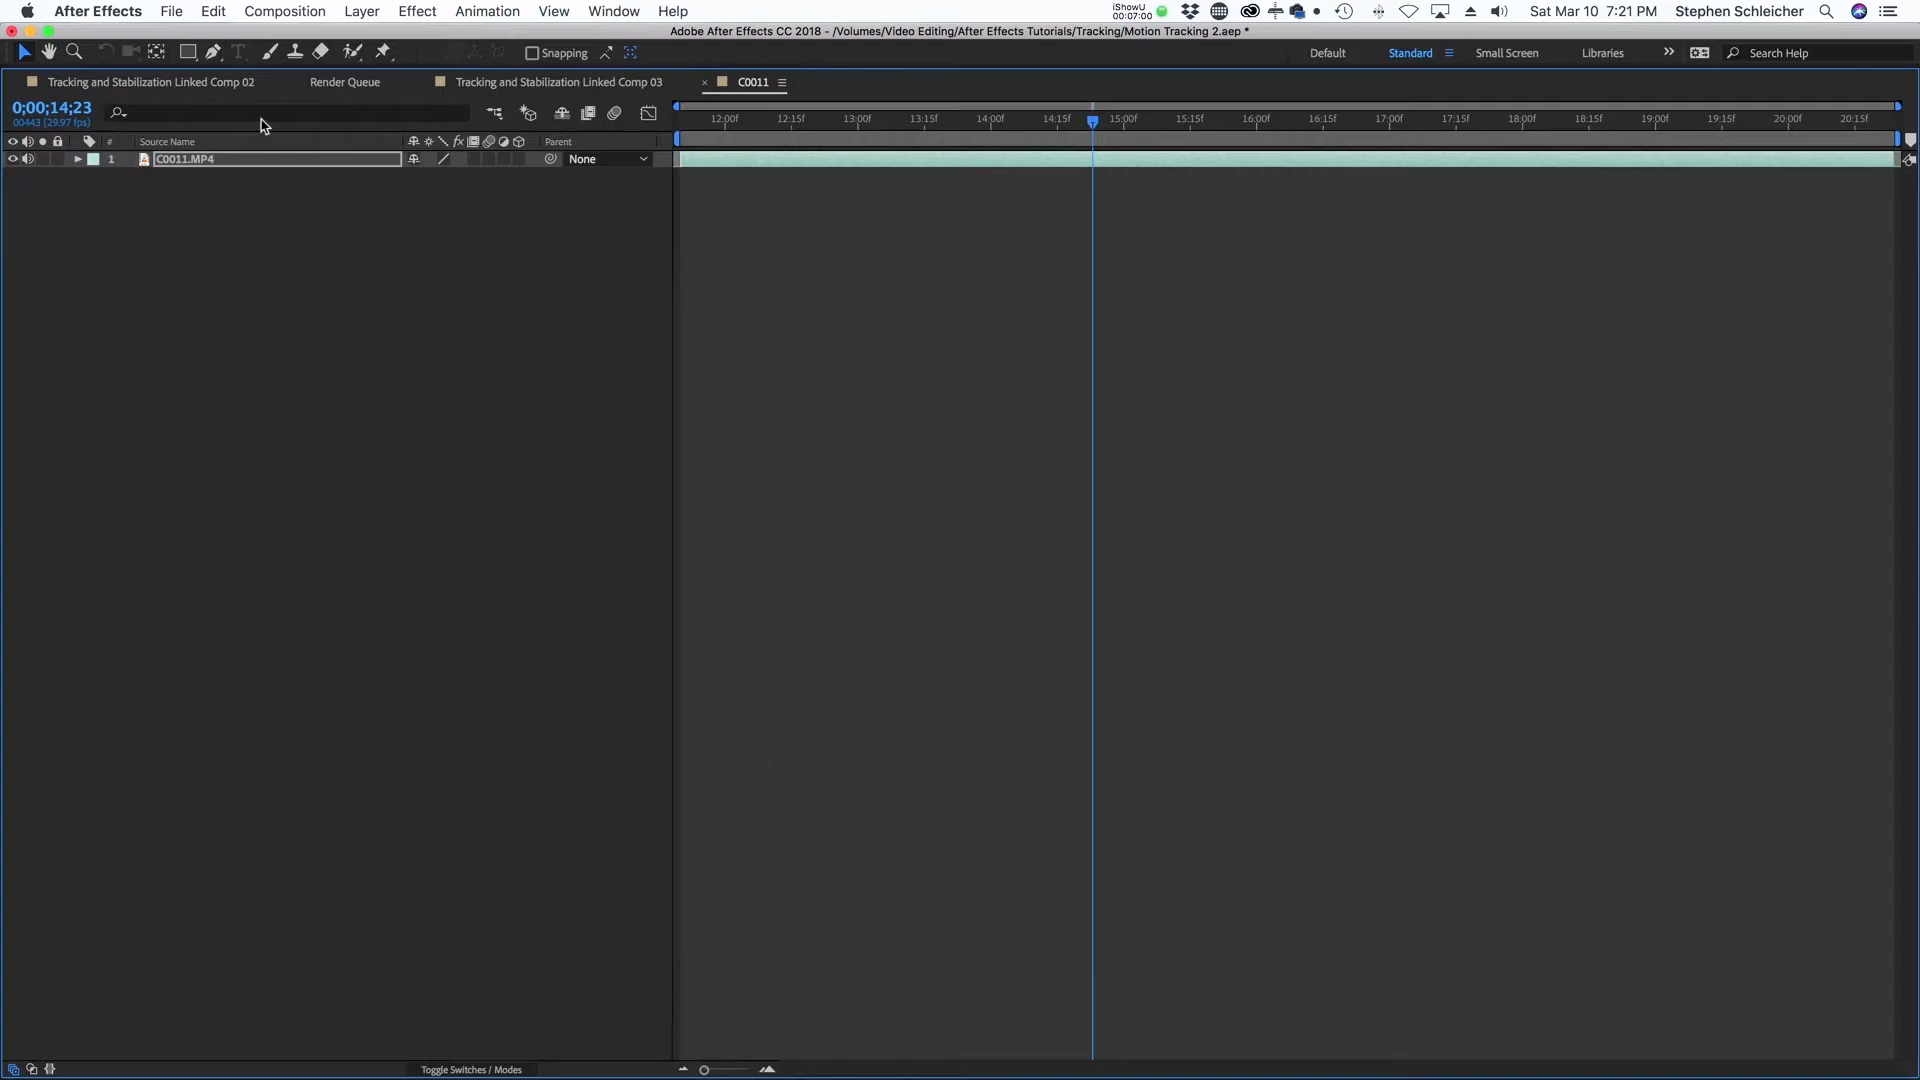 After Effects File Edit Composition Layer Effect Animation View Window Help iShowU 00:07:00 Sat Mar 10 7:21 PM Stephen Schleicher
Adobe After Effects CC 2018 - /Volumes/Video Editing/After Effects Tutorials/Tracking/Motion Tracking 2.aep *
Snapping Default Standard Small Screen Libraries Search Help
Tracking and Stabilization Linked Comp 02 Render Queue Tracking and Stabilization Linked Comp 03 C0011
0;00;14;23
00443 (29.97 fps)
12:00f 12:15f 13:00f 13:15f 14:00f 14:15f 15:00f 15:15f 16:00f 16:15f 17:00f 17:15f 18:00f 18:15f 19:00f 19:15f 20:00f 20:15f
# Source Name Parent
1 C0011.MP4 None
Toggle Switches / Modes